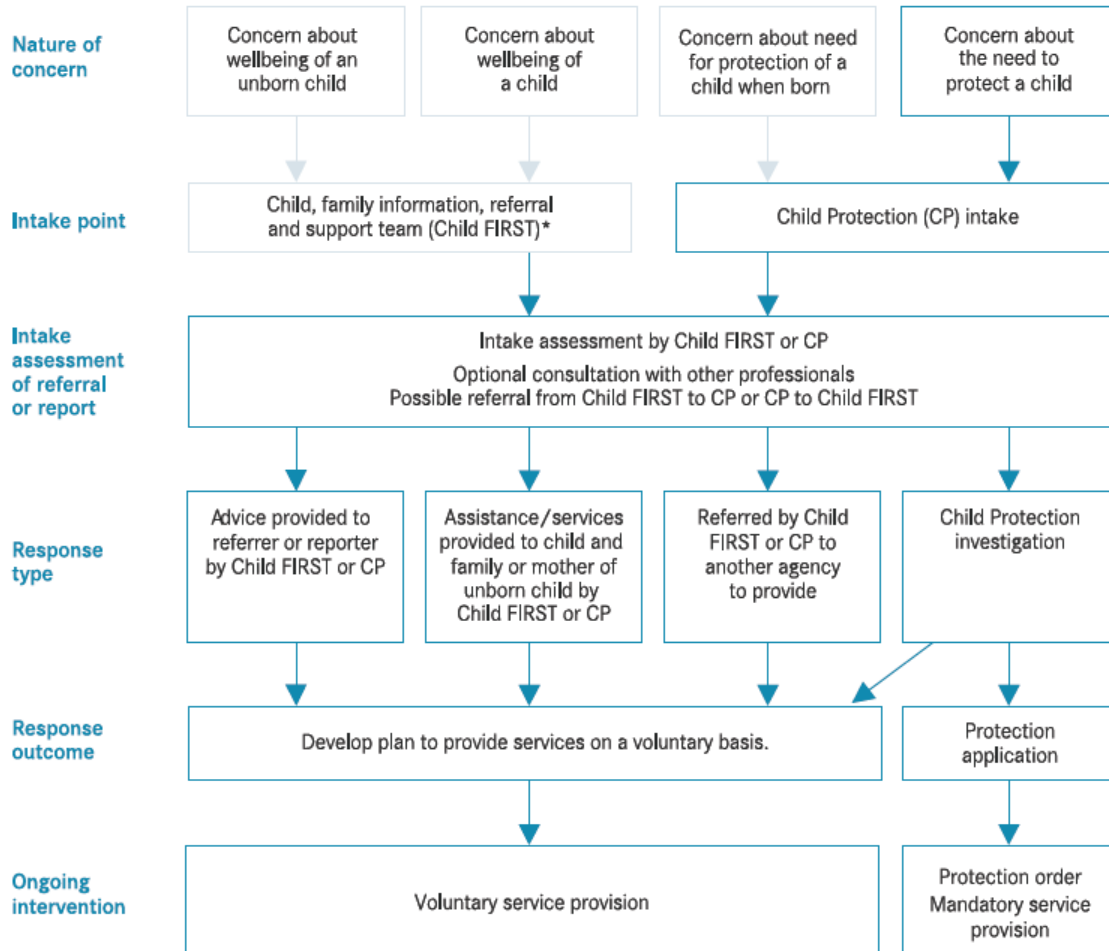 Nature of
concern
Concern about
wellbeing of an
unborn child
Concern about
wellbeing of
a child
Concern about need
for protection of a
child when born
Concern about
the need to
protect a child
Intake point
Child, family information, referral
and support team (Child FIRST)*
Child Protection (CP) intake
Intake
assessment
of referral
or report
Intake assessment by Child FIRST or CP
Optional consultation with other professionals
Possible referral from Child FIRST to CP or CP to Child FIRST
Response
type
Advice provided to
referrer or reporter
by Child FIRST or CP
Assistance/services
provided to child and
family or mother of
unborn child by
Child FIRST or CP
Referred by Child
FIRST or CP to
another agency
to provide
Child Protection
investigation
Response
outcome
Develop plan to provide services on a voluntary basis.
Protection
application
Ongoing
intervention
Voluntary service provision
Protection order
Mandatory service
provision